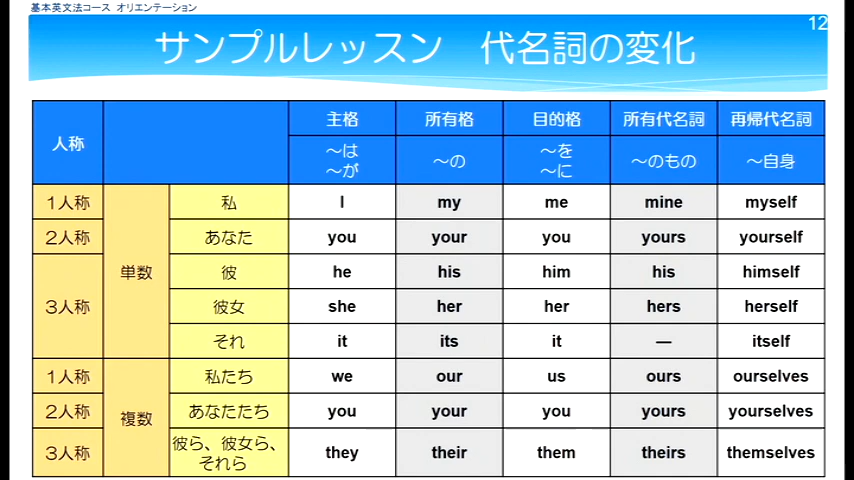 基本英文法コース オリエンテーション
12
サンプルレッスン 代名詞の変化
人称 主格 所有格 目的格 所有代名詞 再帰代名詞
～は ～の ～を ～のもの ～自身
～が ～に
1人称 単数 私 I my me mine myself
2人称 あなた you your you yours yourself
3人称 彼 he his him his himself
彼女 she her her hers herself
それ it its it — itself
1人称 複数 私たち we our us ours ourselves
2人称 あなたたち you your you yours yourselves
3人称 彼ら、彼女ら、 they their them theirs themselves
それら